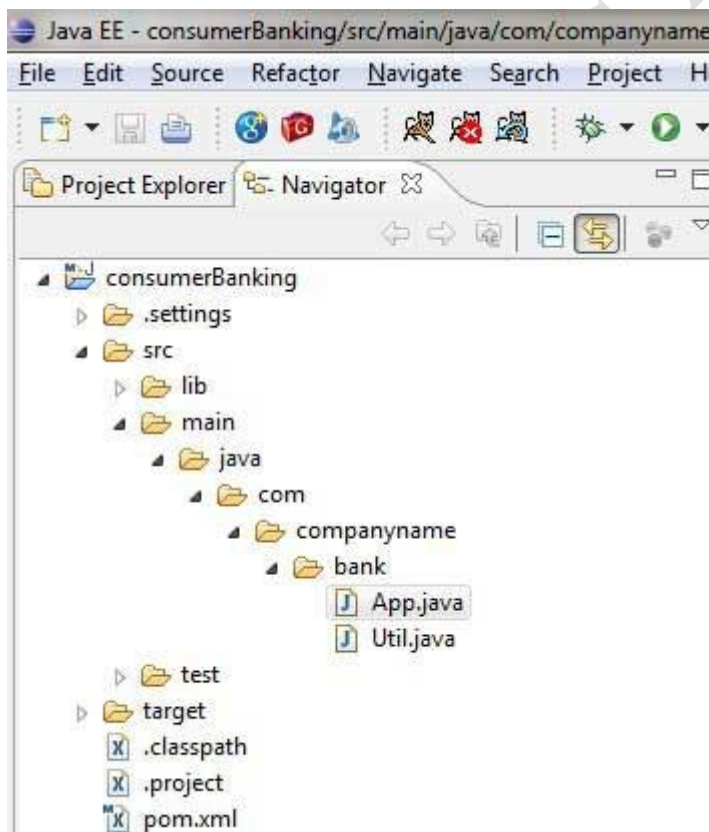 Java EE - consumerBanking/src/main/java/com/companyname
File Edit Source Refactor Navigate Search Project
Project Explorer Navigator
consumerBanking
.settings
src
lib
main
java
com
companyname
bank
App.java
Util.java
test
target
.classpath
.project
pom.xml